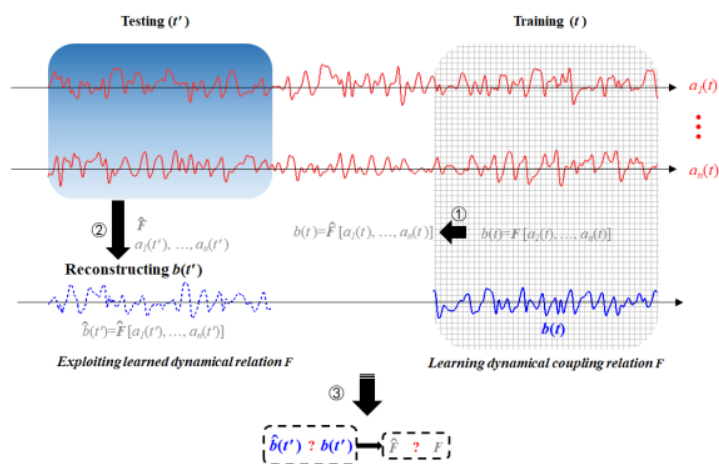 Testing (t′) Training (t)
a₁(t)
⋮
aₙ(t)
② F̂
a₁(t′), …,aₙ(t′)
①
b(t)=F̂[a₁(t), …,aₙ(t)] b(t)=F[a₁(t), …,aₙ(t)]
Reconstructing b(t′)
b̂(t′)=F̂[a₁(t′), …,aₙ(t′)]
b(t)
Exploiting learned dynamical relation F Learning dynamical coupling relation F
③
b̂(t′) ? b(t′) F̂ ? F